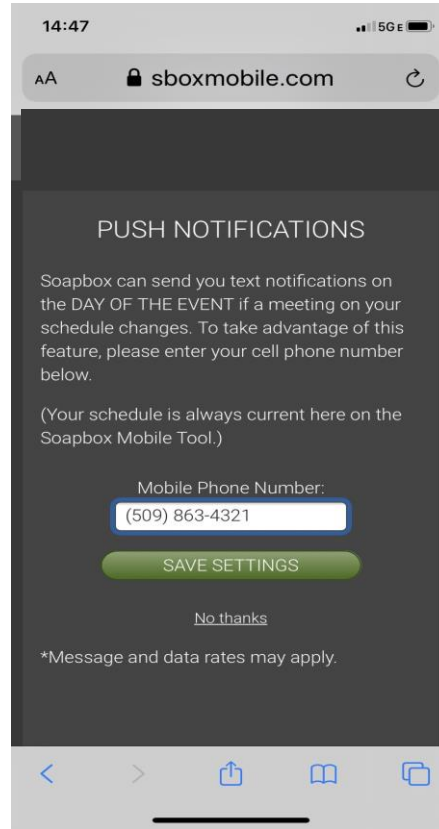 14:47
5G E
AA sboxmobile.com
PUSH NOTIFICATIONS
Soapbox can send you text notifications on
the DAY OF THE EVENT if a meeting on your
schedule changes. To take advantage of this
feature, please enter your cell phone number
below.
(Your schedule is always current here on the
Soapbox Mobile Tool.)
Mobile Phone Number:
(509) 863-4321
SAVE SETTINGS
No thanks
*Message and data rates may apply.